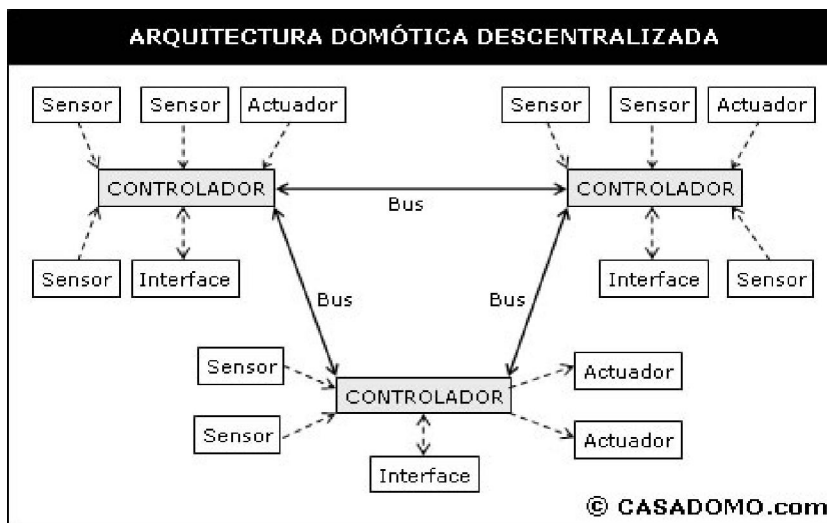 ARQUITECTURA DOMÓTICA DESCENTRALIZADA
Sensor Sensor Actuador Sensor Sensor Actuador
CONTROLADOR CONTROLADOR
Bus
Sensor Interface Interface Sensor
Bus Bus
Sensor Actuador
CONTROLADOR
Sensor Actuador
Interface
© CASADOMO.com